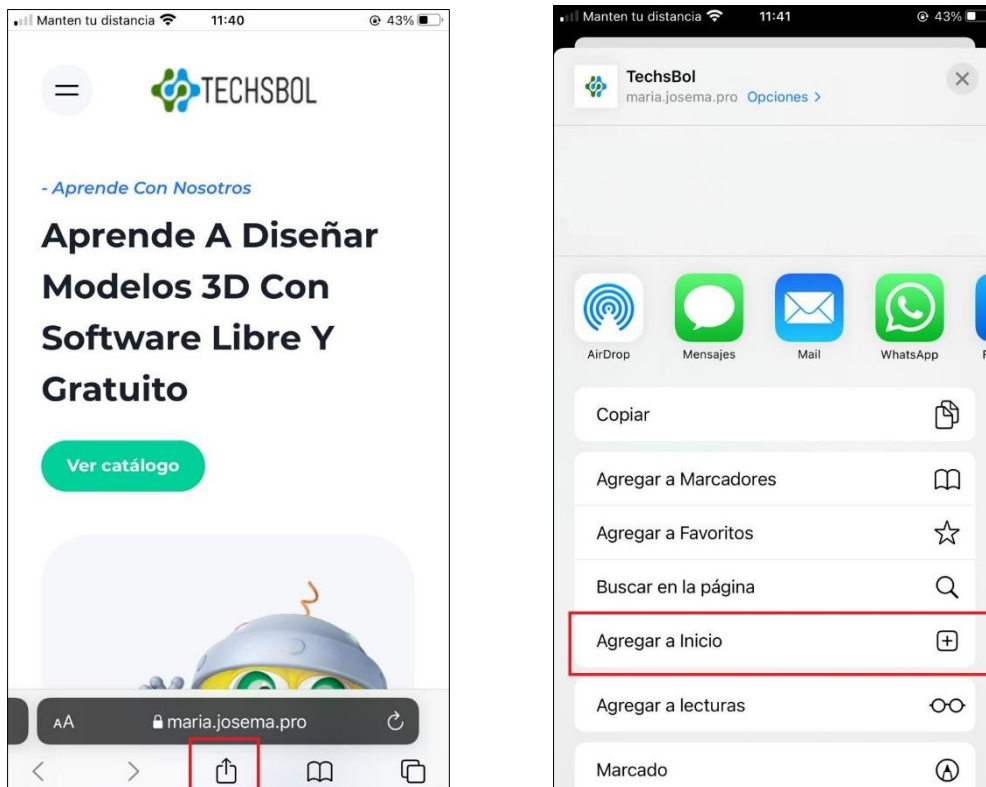 Manten tu distancia 11:40 43%
TECHSBOL
- Aprende Con Nosotros
Aprende A Diseñar
Modelos 3D Con
Software Libre Y
Gratuito
Ver catálogo
AA maria.josema.pro
Manten tu distancia 11:41 43%
TechsBol
maria.josema.pro Opciones >
AirDrop Mensajes Mail WhatsApp
Copiar
Agregar a Marcadores
Agregar a Favoritos
Buscar en la página
Agregar a Inicio
Agregar a lecturas
Marcado